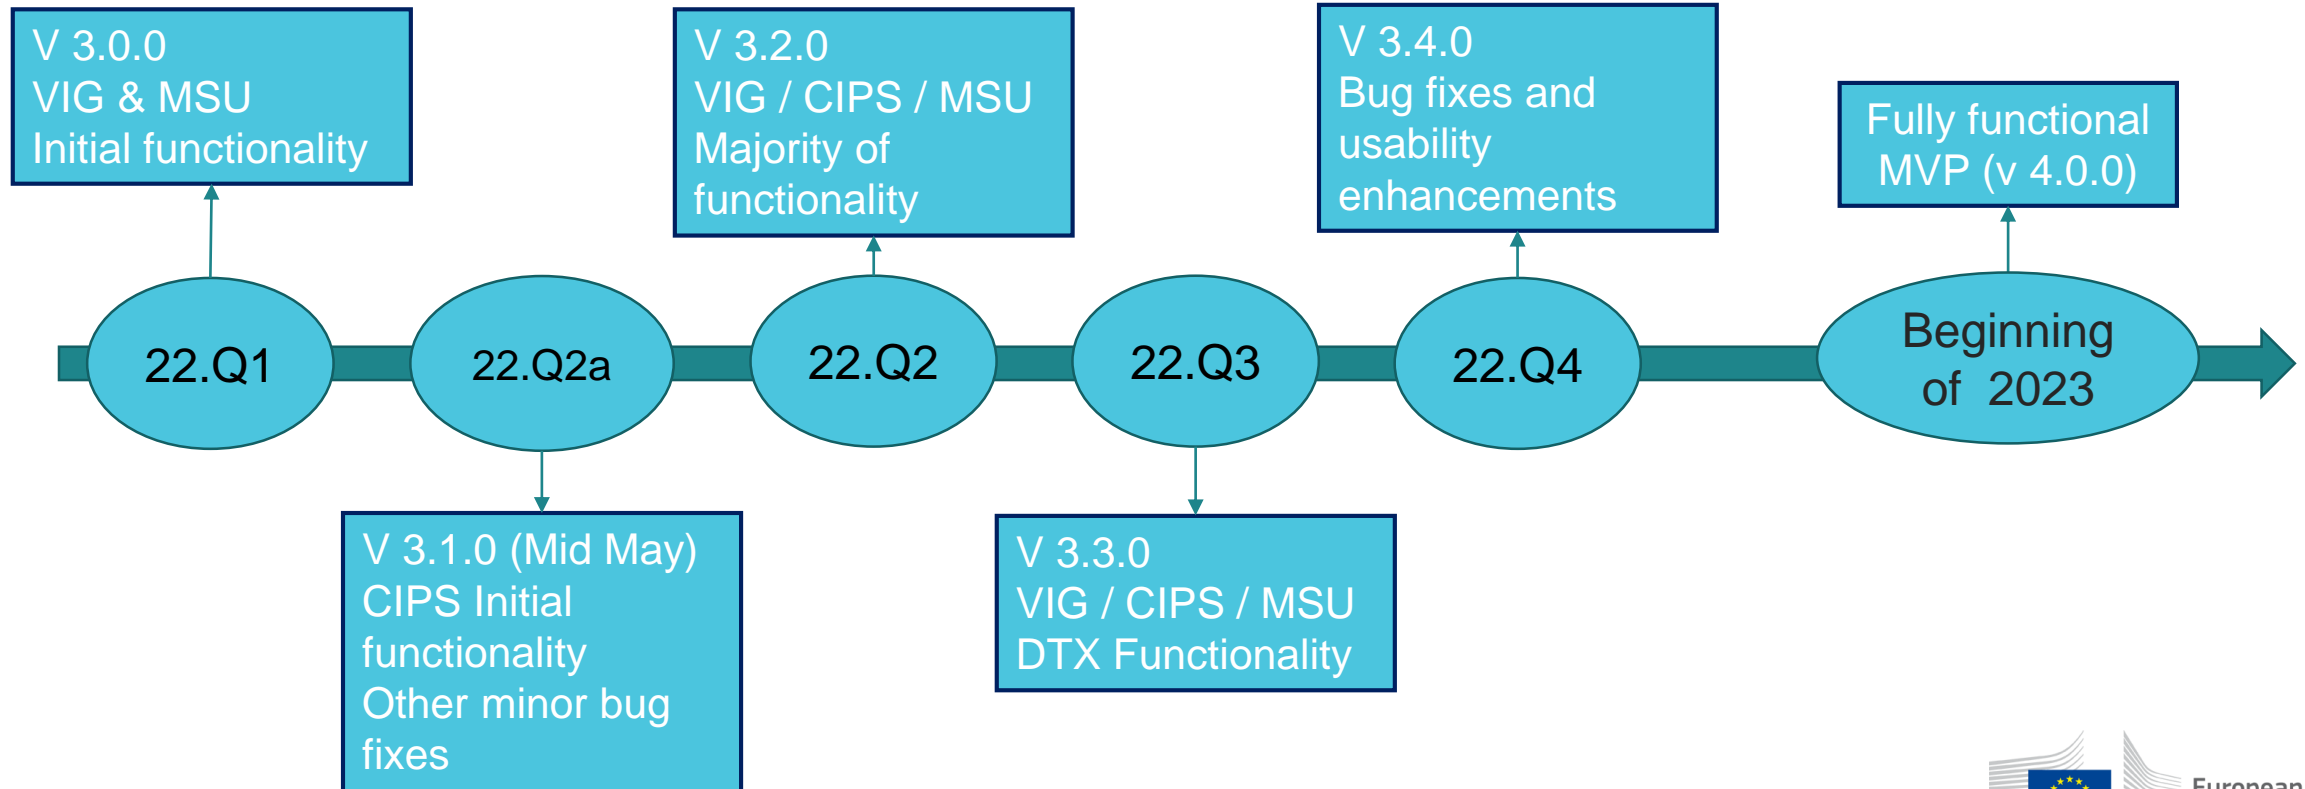 V 3.0.0
VIG & MSU
Initial functionality
V 3.2.0
VIG / CIPS / MSU
Majority of
functionality
V 3.4.0
Bug fixes and
usability
enhancements
Fully functional
MVP (v 4.0.0)
22.Q1
22.Q2a
22.Q2
22.Q3
22.Q4
Beginning
of 2023
V 3.1.0 (Mid May)
CIPS Initial
functionality
Other minor bug
fixes
V 3.3.0
VIG / CIPS / MSU
DTX Functionality
European